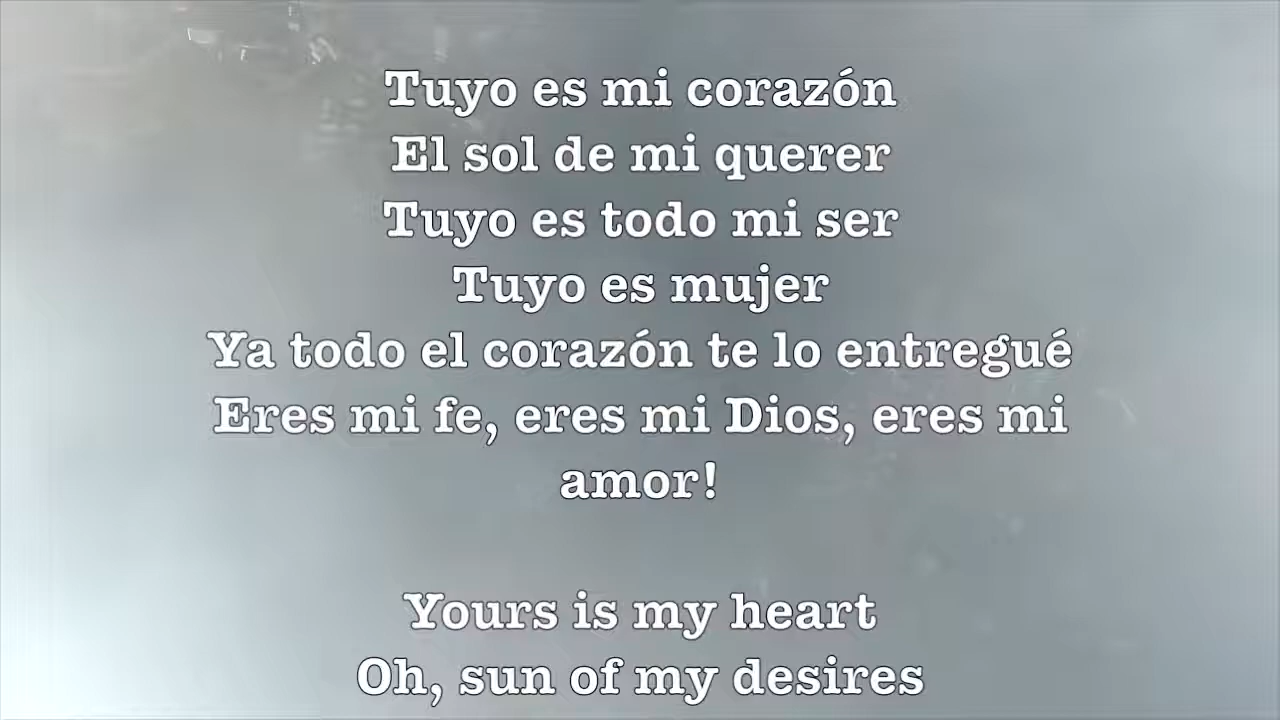 Tuyo es mi corazón
El sol de mi querer
Tuyo es todo mi ser
Tuyo es mujer
Ya todo el corazón te lo entregué
Eres mi fe, eres mi Dios, eres mi
amor!
Yours is my heart
Oh, sun of my desires